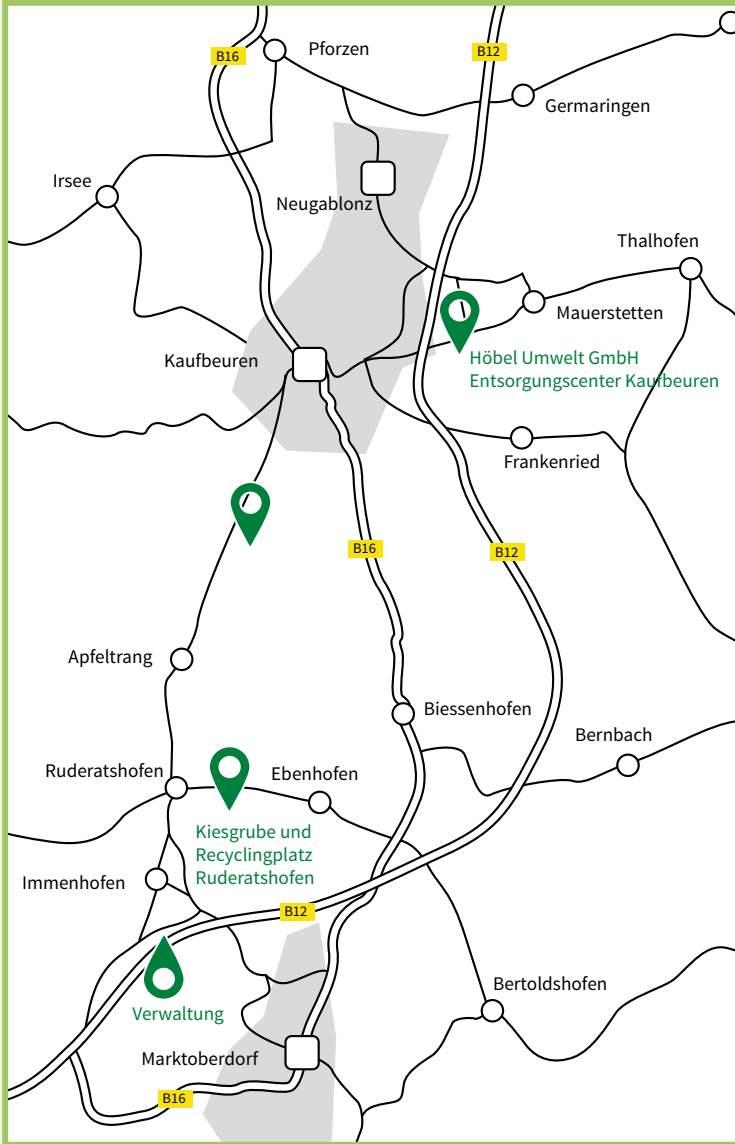 B16
Pforzen
B12
Germaringen
Irsee
Neugablonz
Thalhofen
Mauerstetten
Kaufbeuren
Höbel Umwelt GmbH
Entsorgungscenter Kaufbeuren
Frankenried
B16
B12
Apfeltrang
Biessenhofen
Bernbach
Ruderatshofen
Ebenhofen
Kiesgrube und
Recyclingplatz
Ruderatshofen
Immenhofen
B12
Bertoldshofen
Verwaltung
Marktoberdorf
B16